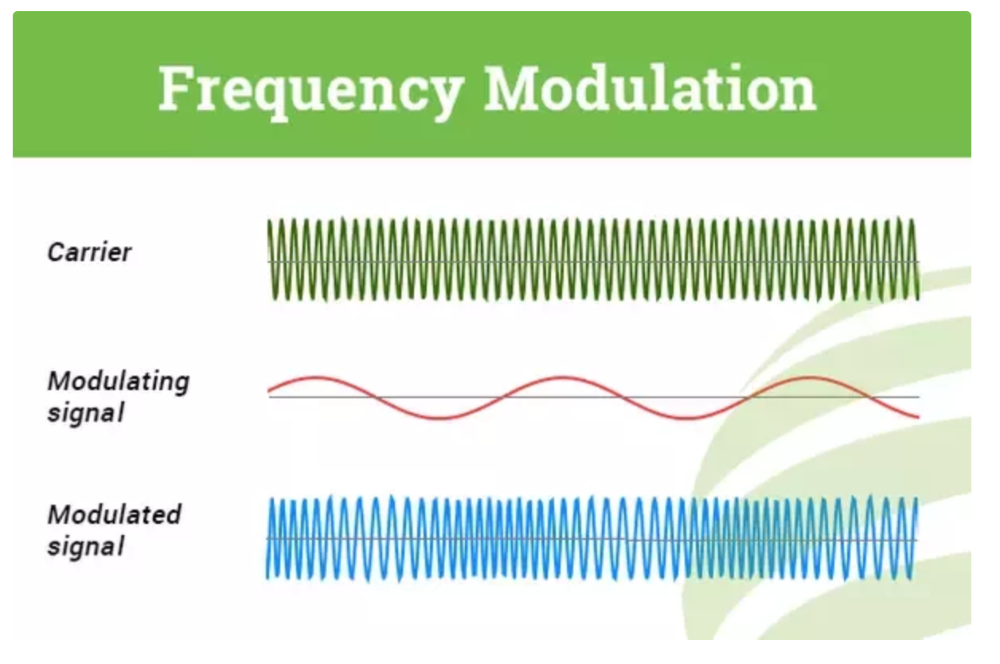 Frequency Modulation
Carrier
Modulating
signal
Modulated
signal